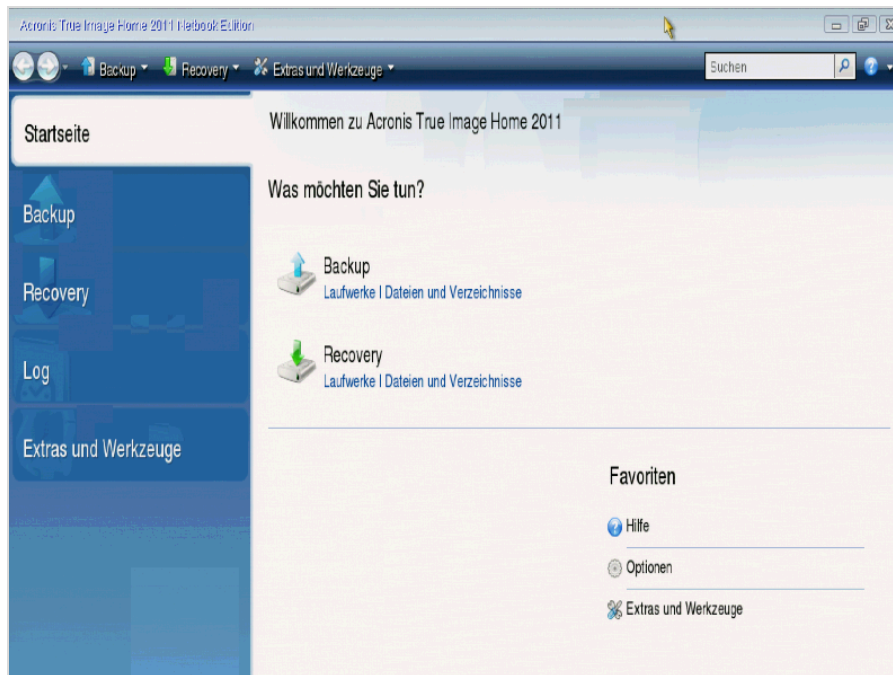 Acronis True Image Home 2011 Netbook Edition
Backup Recovery Extras und Werkzeuge Suchen
Startseite
Willkommen zu Acronis True Image Home 2011
Was möchten Sie tun?
Backup
Recovery
Log
Extras und Werkzeuge
Backup
Laufwerke | Dateien und Verzeichnisse
Recovery
Laufwerke | Dateien und Verzeichnisse
Favoriten
Hilfe
Optionen
Extras und Werkzeuge